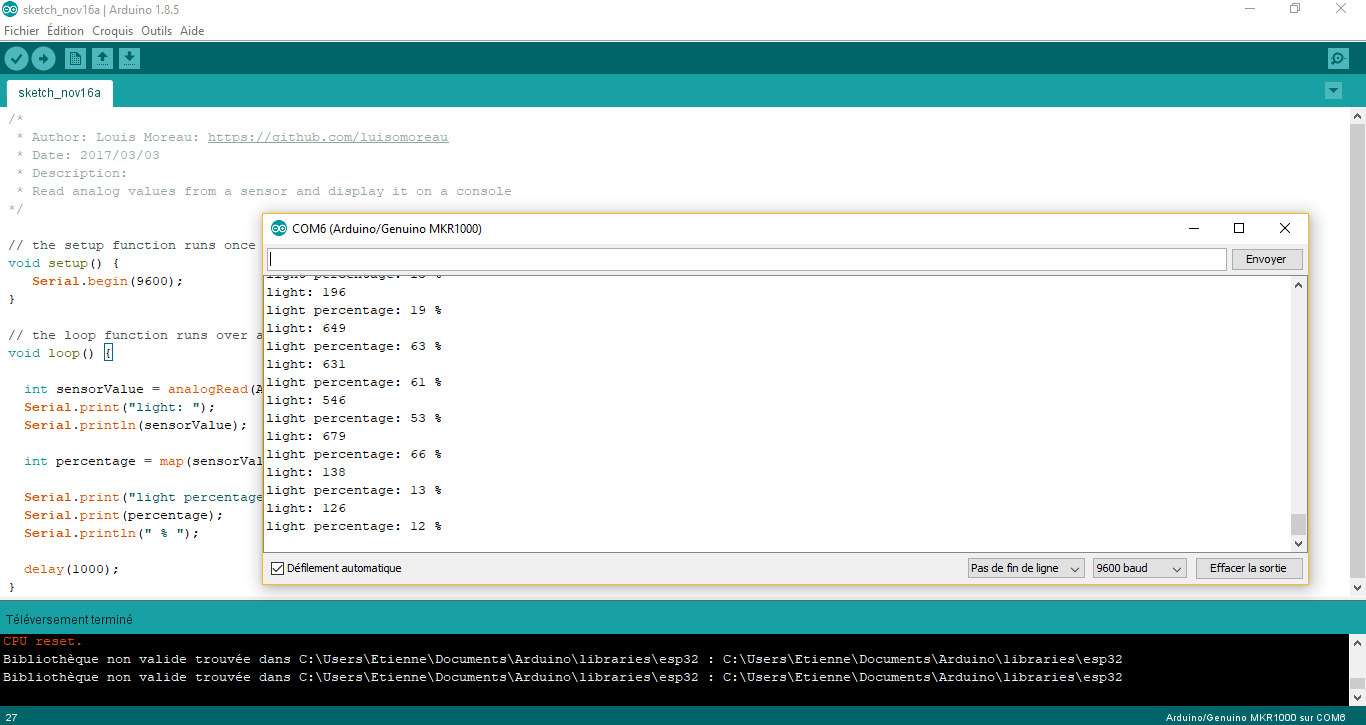 sketch_nov16a | Arduino 1.8.5
Fichier Édition Croquis Outils Aide
sketch_nov16a
/*
* Author: Louis Moreau: https://github.com/luisomoreau
* Date: 2017/03/03
* Description:
* Read analog values from a sensor and display it on a console
*/
// the setup function runs once
void setup() {
Serial.begin(9600);
}
// the loop function runs over a
void loop() {
int sensorValue = analogRead(A
Serial.print("light: ");
Serial.println(sensorValue);
int percentage = map(sensorVal
Serial.print("light percentage
Serial.print(percentage);
Serial.println(" % ");
delay(1000);
}
COM6 (Arduino/Genuino MKR1000)
Envoyer
light: 196
light percentage: 19 %
light: 649
light percentage: 63 %
light: 631
light percentage: 61 %
light: 546
light percentage: 53 %
light: 679
light percentage: 66 %
light: 138
light percentage: 13 %
light: 126
light percentage: 12 %
Défilement automatique
Pas de fin de ligne
9600 baud
Effacer la sortie
Téléversement terminé
CPU reset.
Bibliothèque non valide trouvée dans C:\Users\Etienne\Documents\Arduino\libraries\esp32 : C:\Users\Etienne\Documents\Arduino\libraries\esp32
Bibliothèque non valide trouvée dans C:\Users\Etienne\Documents\Arduino\libraries\esp32 : C:\Users\Etienne\Documents\Arduino\libraries\esp32
27
Arduino/Genuino MKR1000 sur COM6